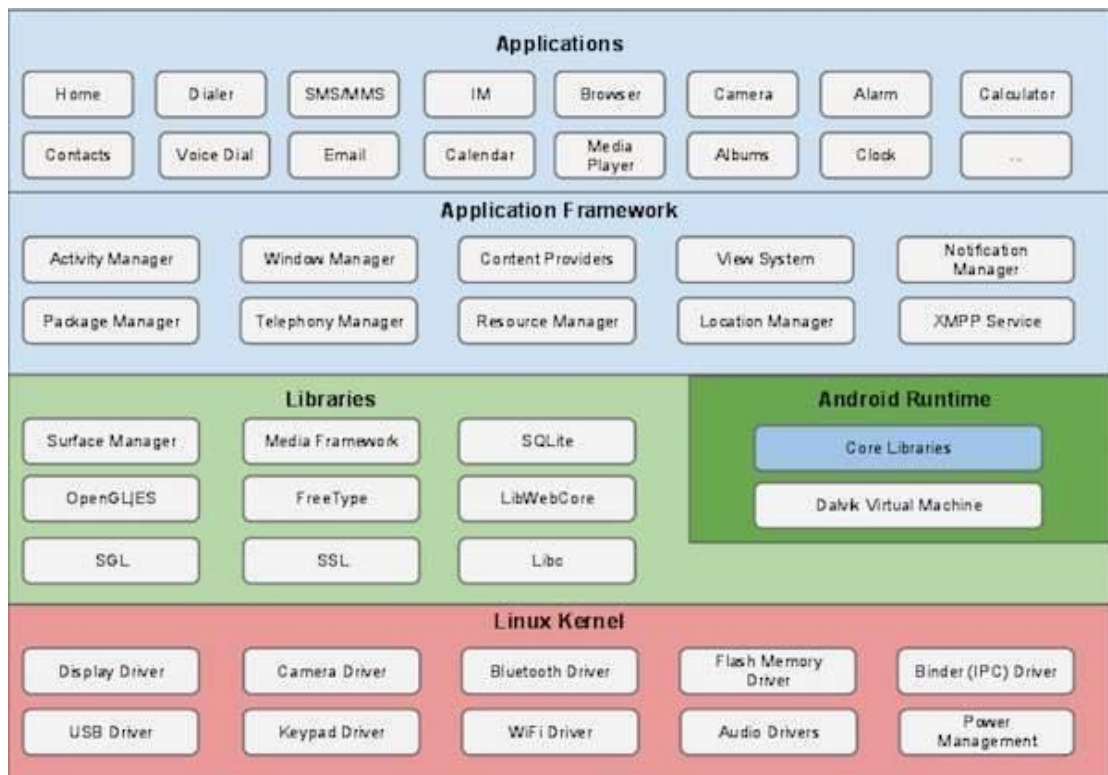 Applications
Home Dialer SMS/MMS IM Browser Camera Alarm Calculator
Contacts Voice Dial Email Calendar Media Player Albums Clock ...
Application Framework
Activity Manager Window Manager Content Providers View System Notification Manager
Package Manager Telephony Manager Resource Manager Location Manager XMPP Service
Libraries
Surface Manager Media Framework SQLite
OpenGL|ES FreeType LibWebCore
SGL SSL Libc
Android Runtime
Core Libraries
Dalvik Virtual Machine
Linux Kernel
Display Driver Camera Driver Bluetooth Driver Flash Memory Driver Binder (IPC) Driver
USB Driver Keypad Driver WiFi Driver Audio Drivers Power Management